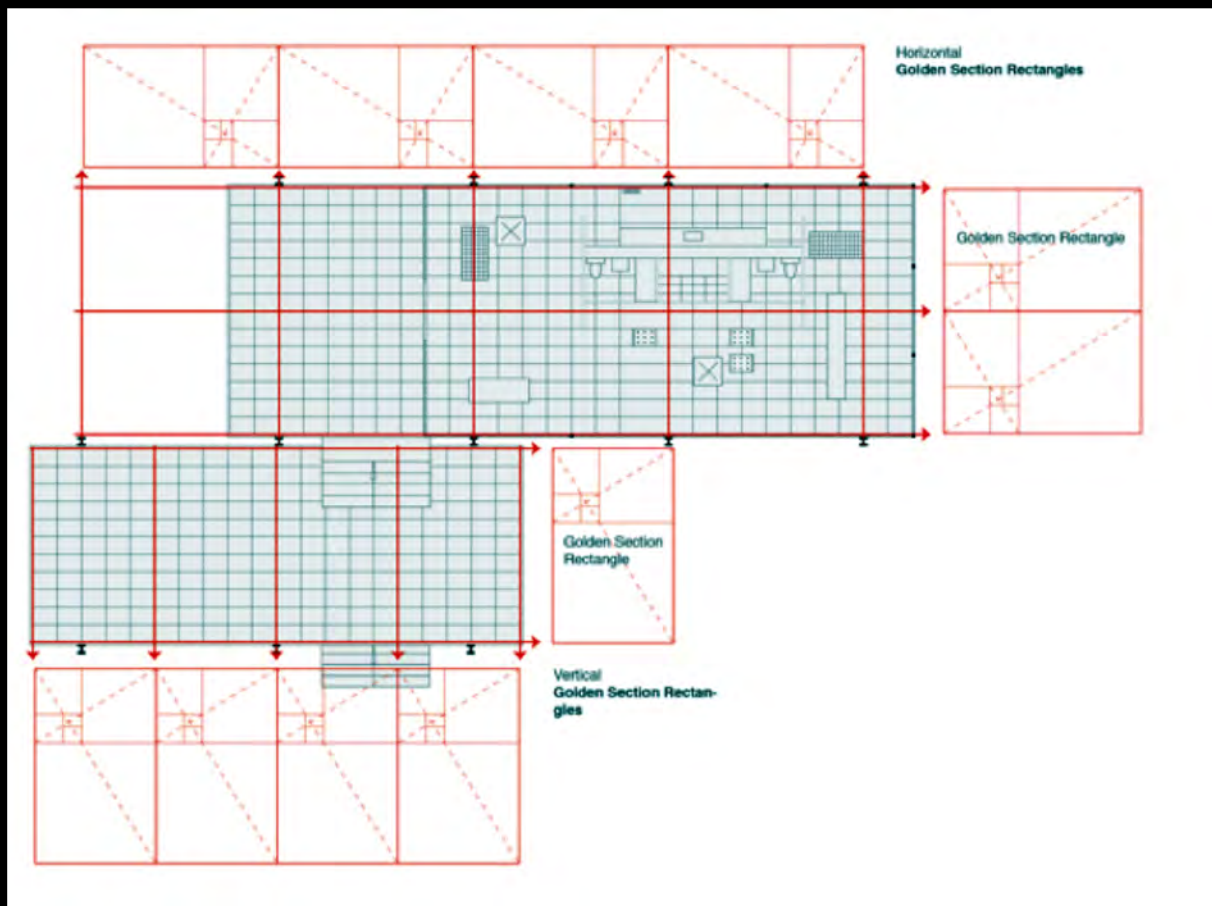 Horizontal
Golden Section Rectangles
Golden Section Rectangle
Golden Section
Rectangle
Vertical
Golden Section Rectan-
gles